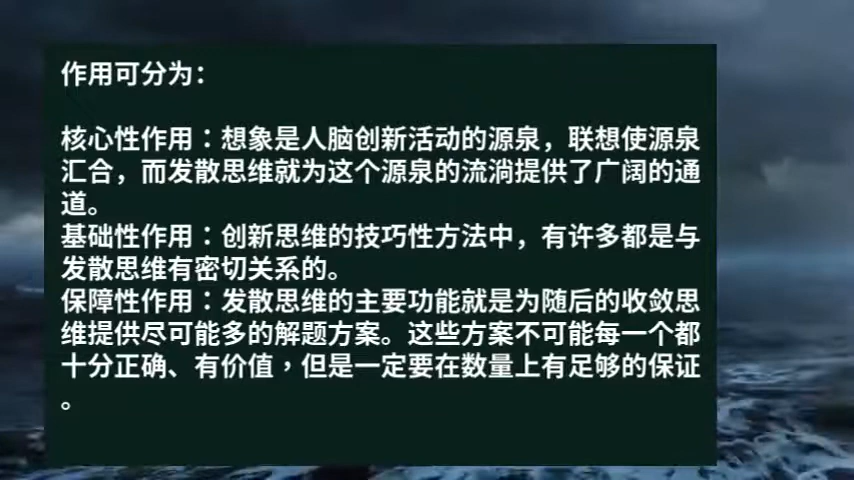 作用可分为：
核心性作用：想象是人脑创新活动的源泉，联想使源泉
汇合，而发散思维就为这个源泉的流淌提供了广阔的通
道。
基础性作用：创新思维的技巧性方法中，有许多都是与
发散思维有密切关系的。
保障性作用：发散思维的主要功能就是为随后的收敛思
维提供尽可能多的解题方案。这些方案不可能每一个都
十分正确、有价值，但是一定要在数量上有足够的保证
。